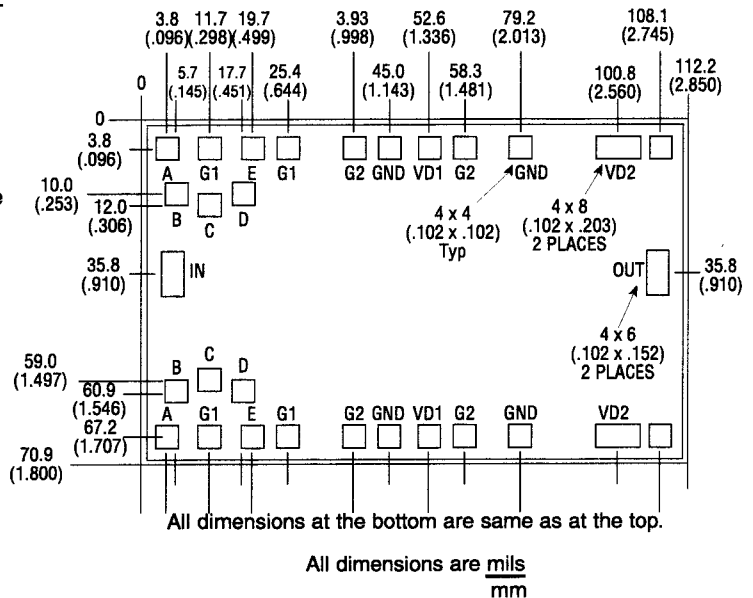 3.8 11.7 19.7 3.93 52.6 79.2 108.1
(.096) (.298) (.499) (.998) (1.336) (2.013) (2.745)
5.7 17.7 25.4 45.0 58.3 100.8 112.2
(.145) (.451) (.644) (1.143) (1.481) (2.560) (2.850)
0
0
3.8
(.096)
A G1 E G1 G2 GND VD1 G2 GND VD2
10.0
(.253)
12.0
(.306)
B C D
4 x 4
(.102 x .102)
Typ
4 x 8
(.102 x .203)
2 PLACES
35.8
(.910)
IN
OUT
35.8
(.910)
4 x 6
(.102 x .152)
2 PLACES
59.0
(1.497)
B C D
60.9
(1.546)
A G1 E G1 G2 GND VD1 G2 GND VD2
67.2
(1.707)
70.9
(1.800)
All dimensions at the bottom are same as at the top.
All dimensions are mils
mm